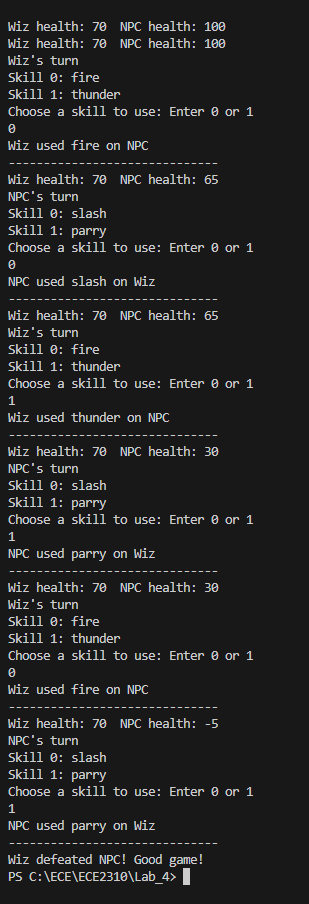 Wiz health: 70  NPC health: 100
Wiz health: 70  NPC health: 100
Wiz's turn
Skill 0: fire
Skill 1: thunder
Choose a skill to use: Enter 0 or 1
0
Wiz used fire on NPC
------------------------------
Wiz health: 70  NPC health: 65
NPC's turn
Skill 0: slash
Skill 1: parry
Choose a skill to use: Enter 0 or 1
0
NPC used slash on Wiz
------------------------------
Wiz health: 70  NPC health: 65
Wiz's turn
Skill 0: fire
Skill 1: thunder
Choose a skill to use: Enter 0 or 1
1
Wiz used thunder on NPC
------------------------------
Wiz health: 70  NPC health: 30
NPC's turn
Skill 0: slash
Skill 1: parry
Choose a skill to use: Enter 0 or 1
1
NPC used parry on Wiz
------------------------------
Wiz health: 70  NPC health: 30
Wiz's turn
Skill 0: fire
Skill 1: thunder
Choose a skill to use: Enter 0 or 1
0
Wiz used fire on NPC
------------------------------
Wiz health: 70  NPC health: -5
NPC's turn
Skill 0: slash
Skill 1: parry
Choose a skill to use: Enter 0 or 1
1
NPC used parry on Wiz
------------------------------
Wiz defeated NPC! Good game!
PS C:\ECE\ECE2310\Lab_4>